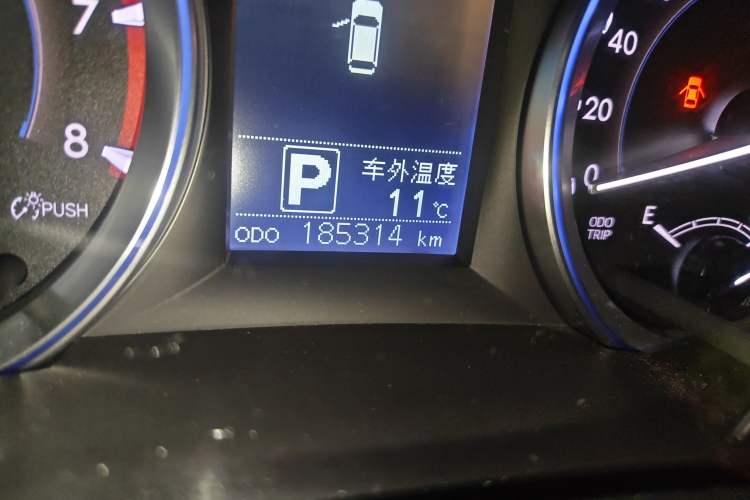 7
8
PUSH
P
车外温度
11℃
ODO 185314 km
40
20
0
ODO
TRIP
E